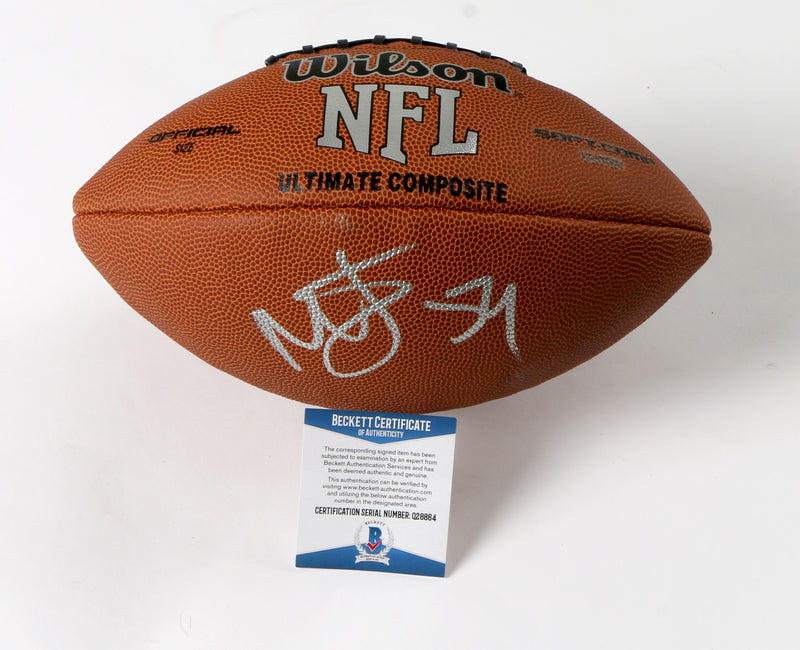 Wilson
NFL
OFFICIAL
SIZE
SOFT COMP
ULTIMATE COMPOSITE
54
BECKETT CERTIFICATE
OF AUTHENTICITY
The corresponding signed item has been
subjected to examination by an expert from
Beckett Authentication Services and has
been deemed authentic and genuine.
This authentication can be verified by
visiting www.beckett-authentication.com
and utilizing the below authentication
number in the designated area.
CERTIFICATION SERIAL NUMBER: Q28864
BECKETT
B